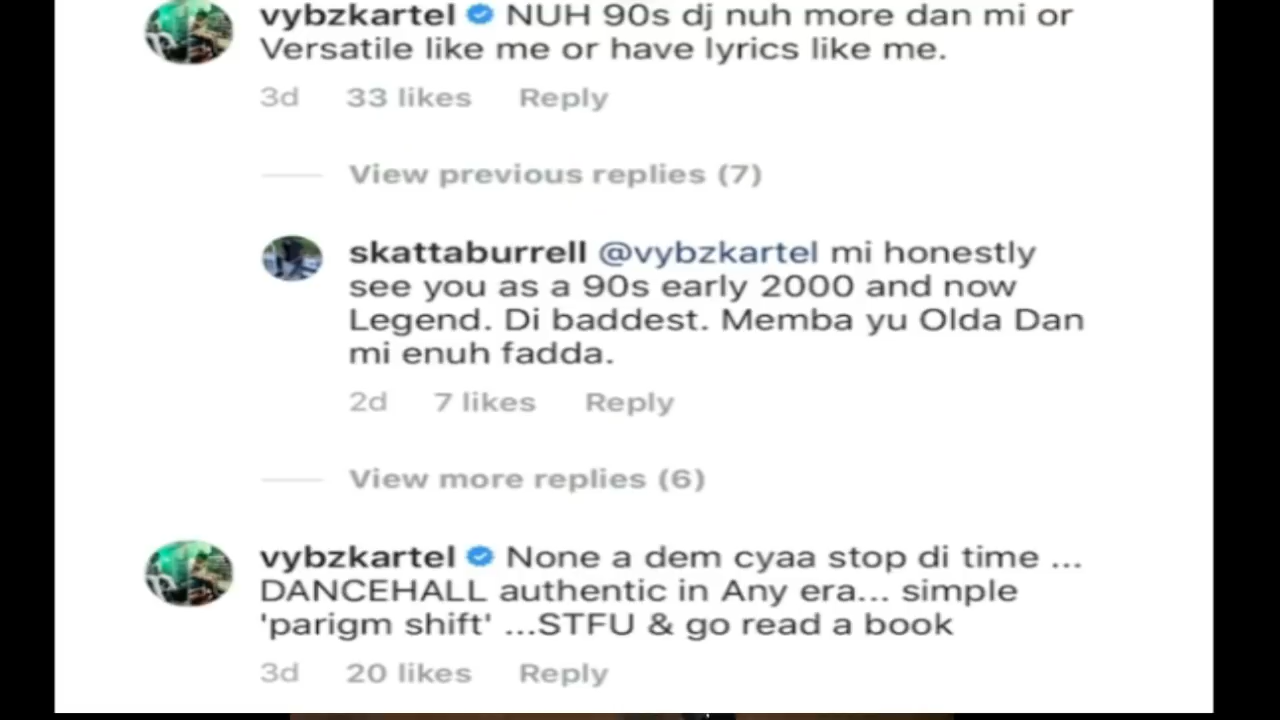 vybzkartel NUH 90s dj nuh more dan mi or
Versatile like me or have lyrics like me.
3d 33 likes Reply
View previous replies (7)
skattaburrell @vybzkartel mi honestly
see you as a 90s early 2000 and now
Legend. Di baddest. Memba yu Olda Dan
mi enuh fadda.
2d 7 likes Reply
View more replies (6)
vybzkartel None a dem cyaa stop di time ...
DANCEHALL authentic in Any era... simple
'parigm shift' ...STFU & go read a book
3d 20 likes Reply